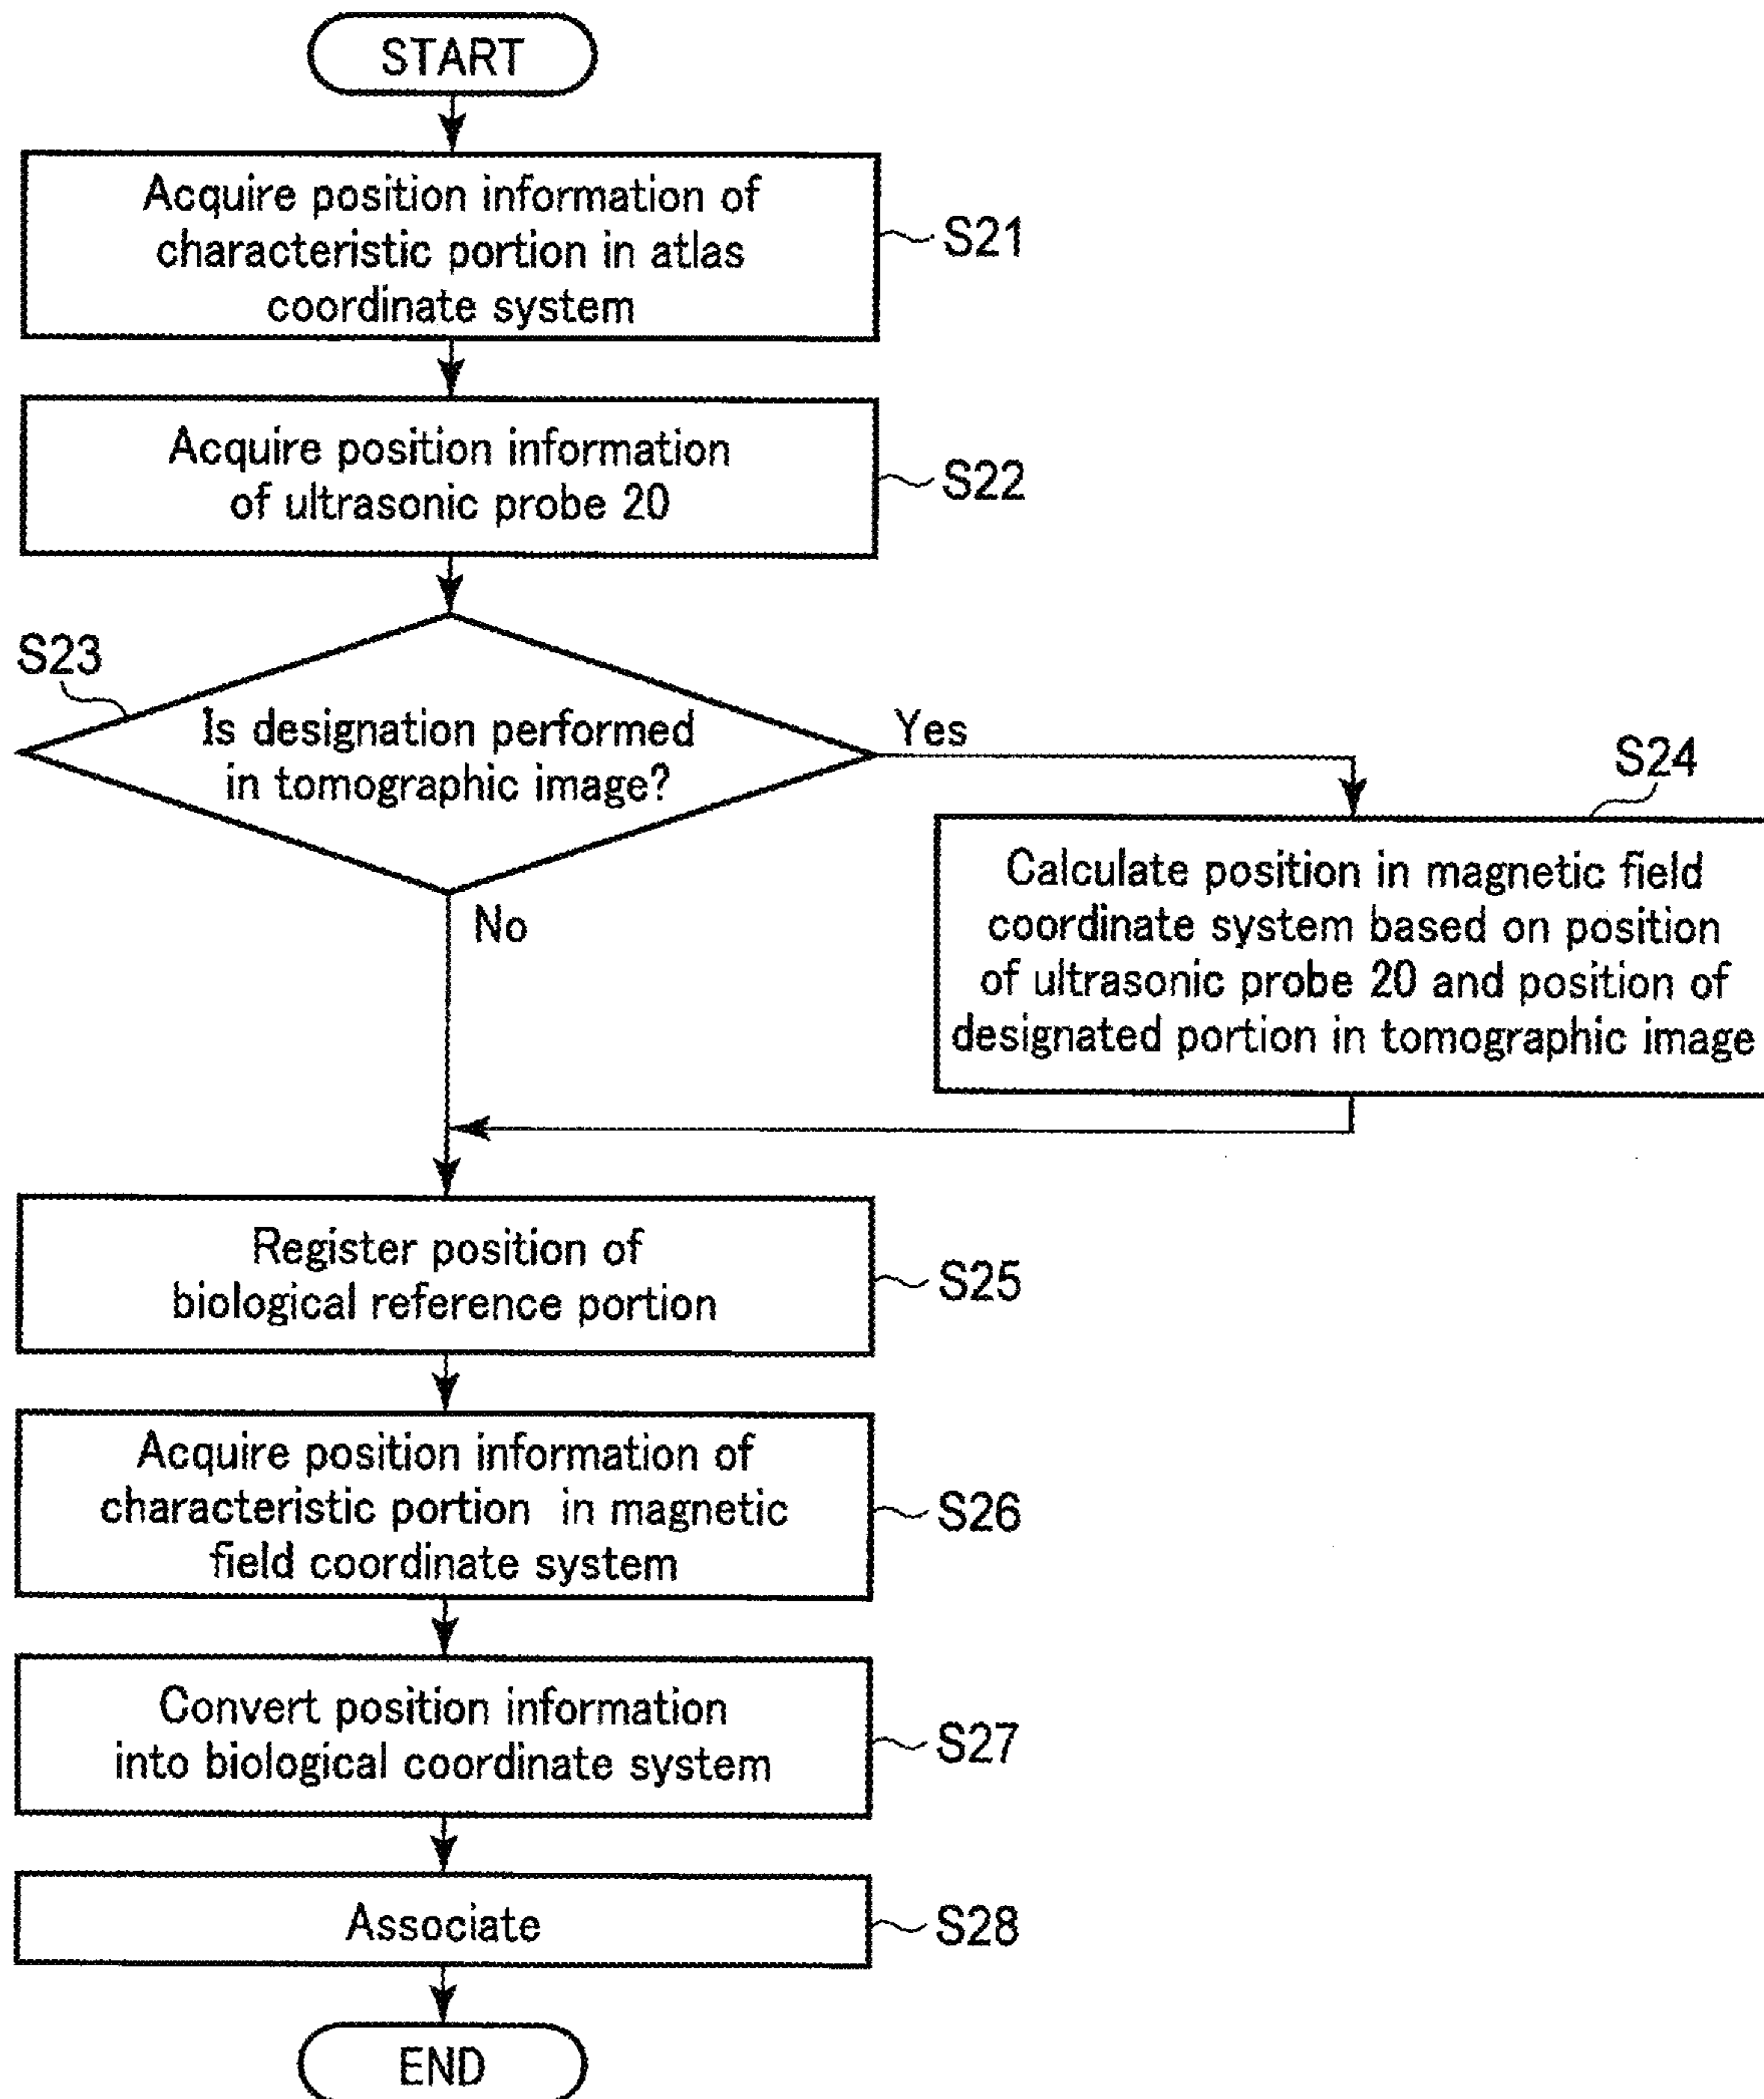 START
Acquire position information of
characteristic portion in atlas
coordinate system
S21
Acquire position information
of ultrasonic probe 20
S22
S23
Is designation performed
in tomographic image?
Yes
No
S24
Calculate position in magnetic field
coordinate system based on position
of ultrasonic probe 20 and position of
designated portion in tomographic image
Register position of
biological reference portion
S25
Acquire position information of
characteristic portion in magnetic
field coordinate system
S26
Convert position information
into biological coordinate system
S27
Associate
S28
END